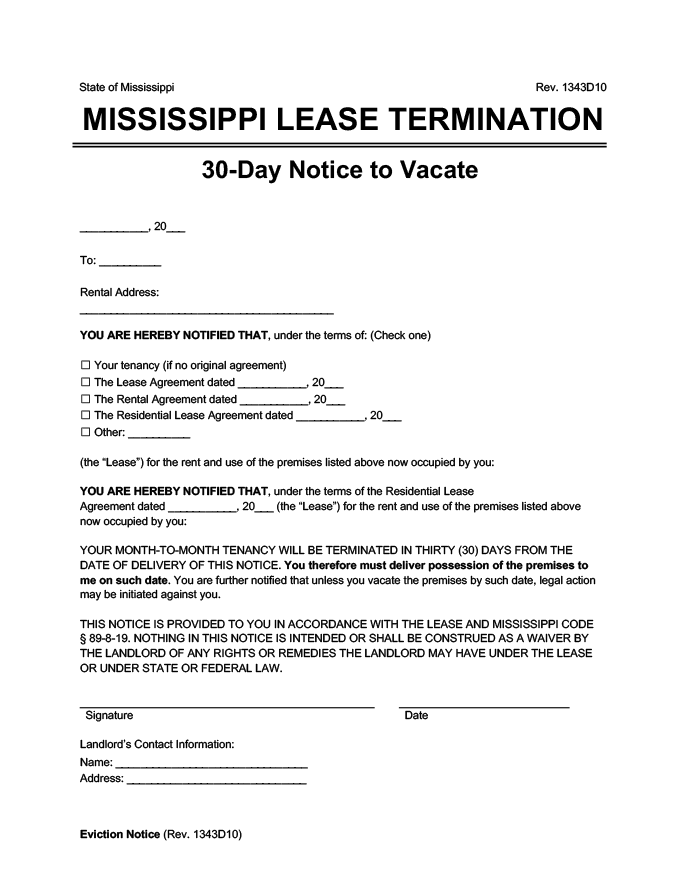 State of Mississippi Rev. 1343D10
MISSISSIPPI LEASE TERMINATION
30-Day Notice to Vacate
___________, 20___
To: __________
Rental Address:
_________________________________________
YOU ARE HEREBY NOTIFIED THAT, under the terms of: (Check one)
☐ Your tenancy (if no original agreement)
☐ The Lease Agreement dated ___________, 20___
☐ The Rental Agreement dated ___________, 20___
☐ The Residential Lease Agreement dated ___________, 20___
☐ Other: __________
(the “Lease”) for the rent and use of the premises listed above now occupied by you:
YOU ARE HEREBY NOTIFIED THAT, under the terms of the Residential Lease
Agreement dated ___________, 20___ (the “Lease”) for the rent and use of the premises listed above
now occupied by you:
YOUR MONTH-TO-MONTH TENANCY WILL BE TERMINATED IN THIRTY (30) DAYS FROM THE
DATE OF DELIVERY OF THIS NOTICE. You therefore must deliver possession of the premises to
me on such date. You are further notified that unless you vacate the premises by such date, legal action
may be initiated against you.
THIS NOTICE IS PROVIDED TO YOU IN ACCORDANCE WITH THE LEASE AND MISSISSIPPI CODE
§ 89-8-19. NOTHING IN THIS NOTICE IS INTENDED OR SHALL BE CONSTRUED AS A WAIVER BY
THE LANDLORD OF ANY RIGHTS OR REMEDIES THE LANDLORD MAY HAVE UNDER THE LEASE
OR UNDER STATE OR FEDERAL LAW.
Signature Date
Landlord’s Contact Information:
Name: _______________________________
Address: _____________________________
Eviction Notice (Rev. 1343D10)